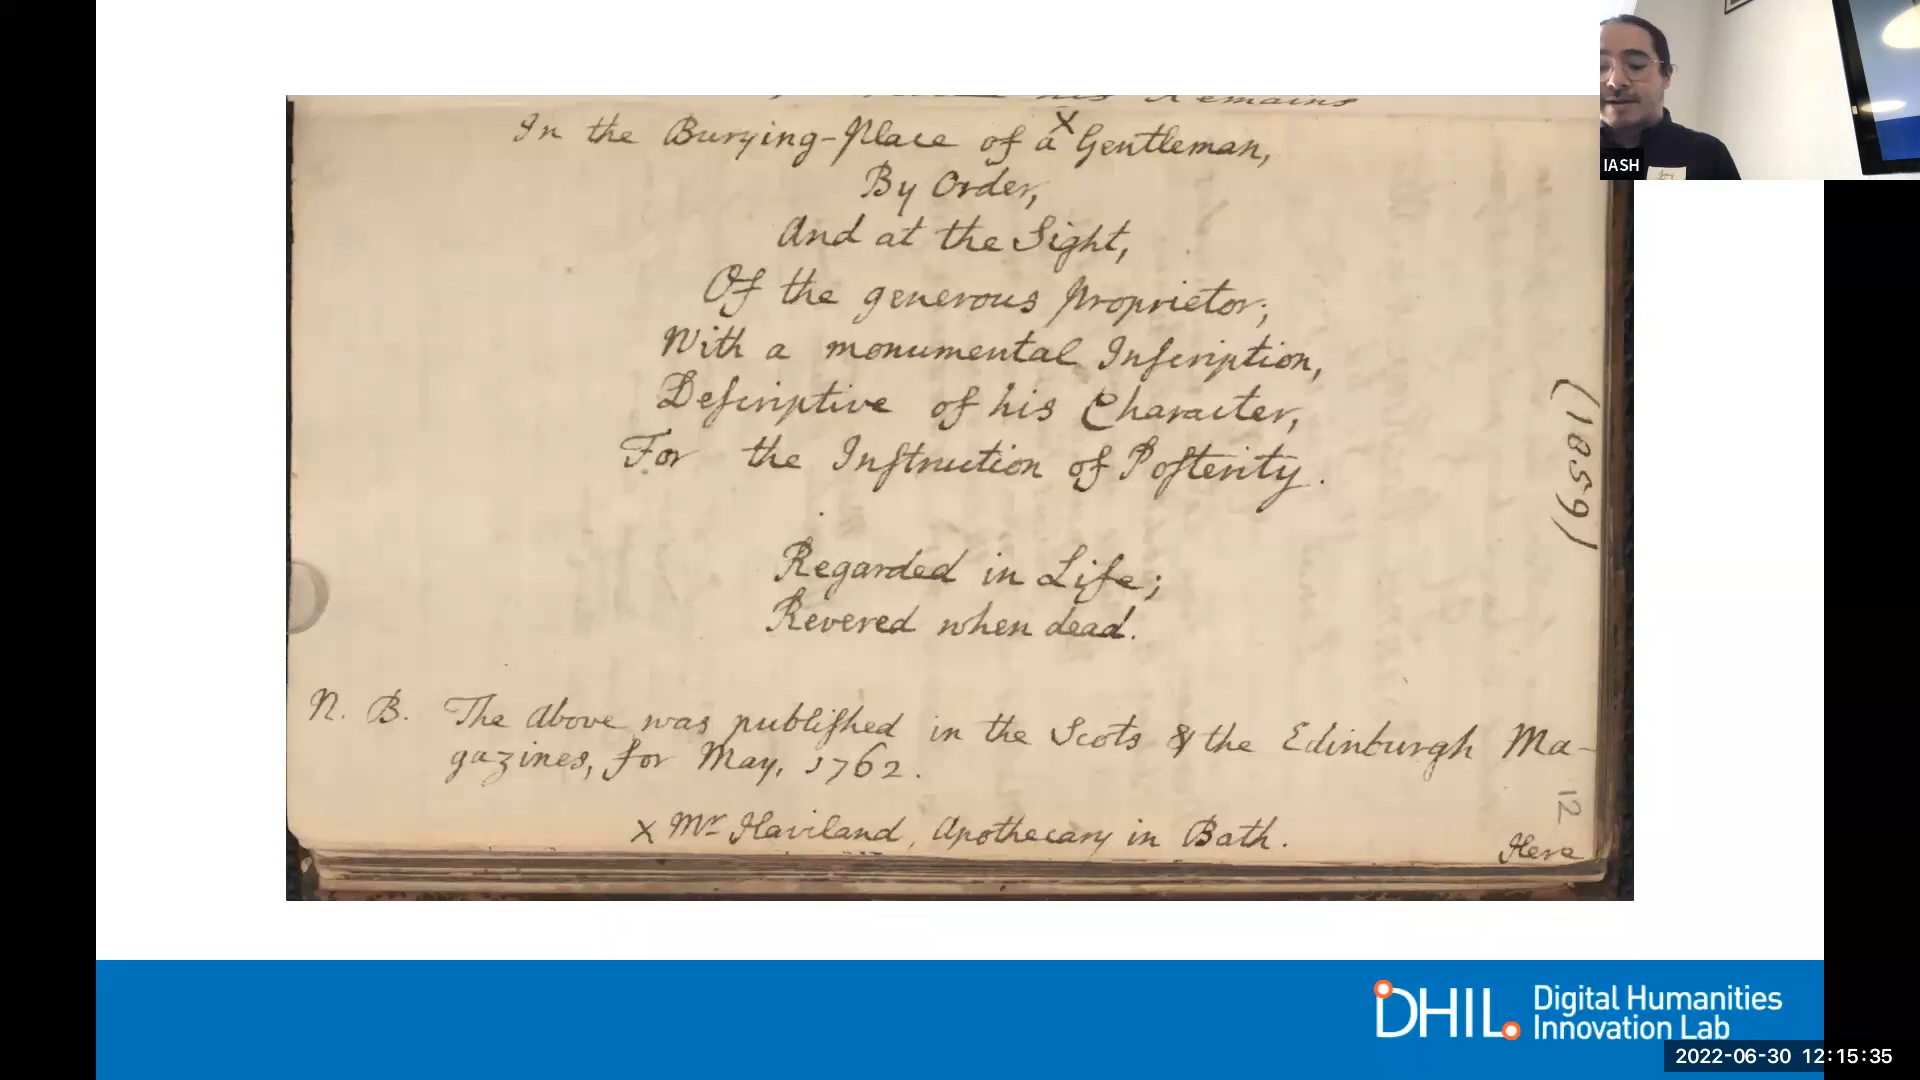 his Remains
In the Burying-Place of a x Gentleman,
By Order,
And at the Sight,
Of the generous Proprietor;
With a monumental Inſcription,
Deſcriptive of his Character,
For the Inſtruction of Poſterity.
Regarded in Life;
Revered when dead.
N. B. The above was publiſhed in the Scots & the Edinburgh Ma-
gazines, for May, 1762.
x Mr Haviland, Apothecary in Bath.
Here
(1859)
12
IASH
DHIL Digital Humanities
Innovation Lab
2022-06-30 12:15:35